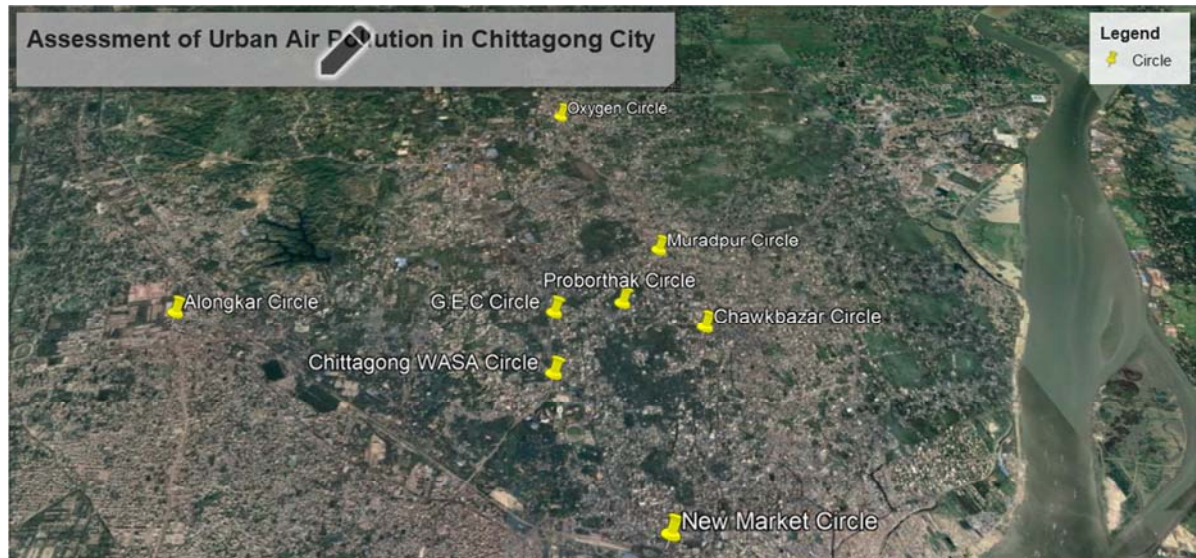 Assessment of Urban Air Pollution in Chittagong City
Legend
Circle
Oxygen Circle
Muradpur Circle
Proborthak Circle
Alongkar Circle
G.E.C Circle
Chawkbazar Circle
Chittagong WASA Circle
New Market Circle